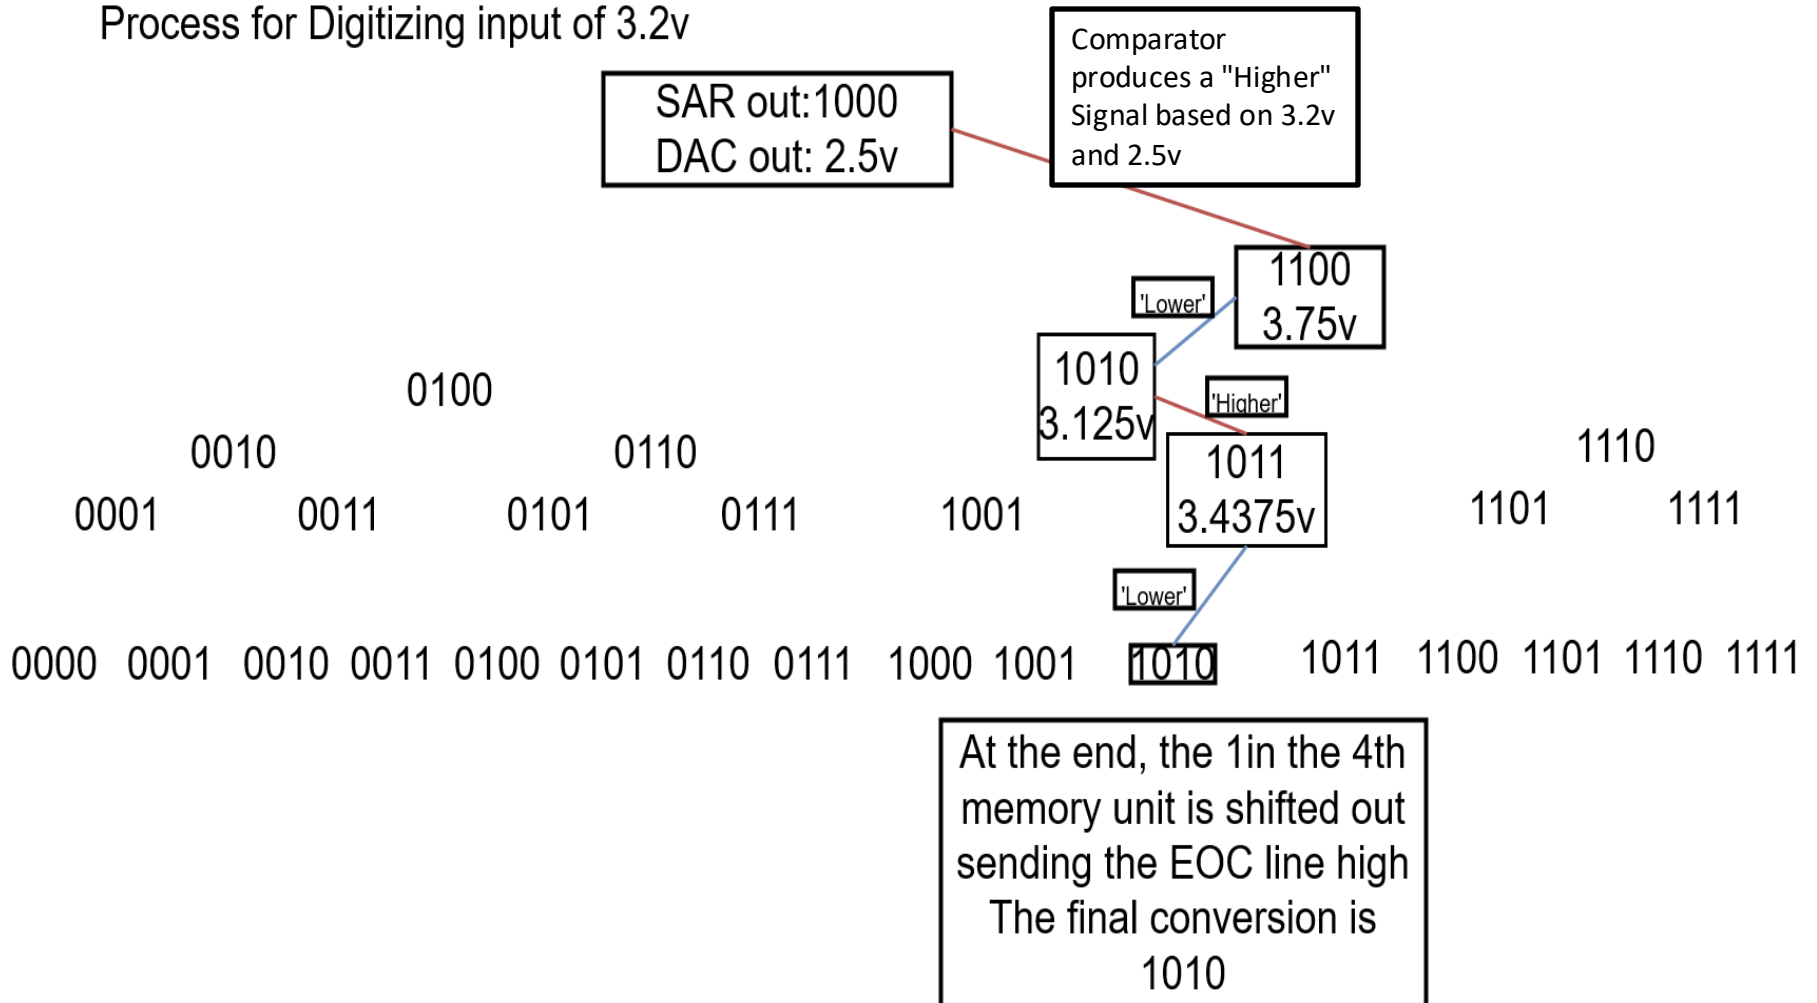 Process for Digitizing input of 3.2v
Comparator
produces a "Higher"
Signal based on 3.2v
and 2.5v
SAR out:1000
DAC out: 2.5v
1100
3.75v
'Lower'
1010
3.125v
'Higher'
0100
0010
0110
1110
1011
3.4375v
0001
0011
0101
0111
1001
1101
1111
'Lower'
0000 0001 0010 0011 0100 0101 0110 0111 1000 1001 1010 1011 1100 1101 1110 1111
At the end, the 1in the 4th
memory unit is shifted out
sending the EOC line high
The final conversion is
1010